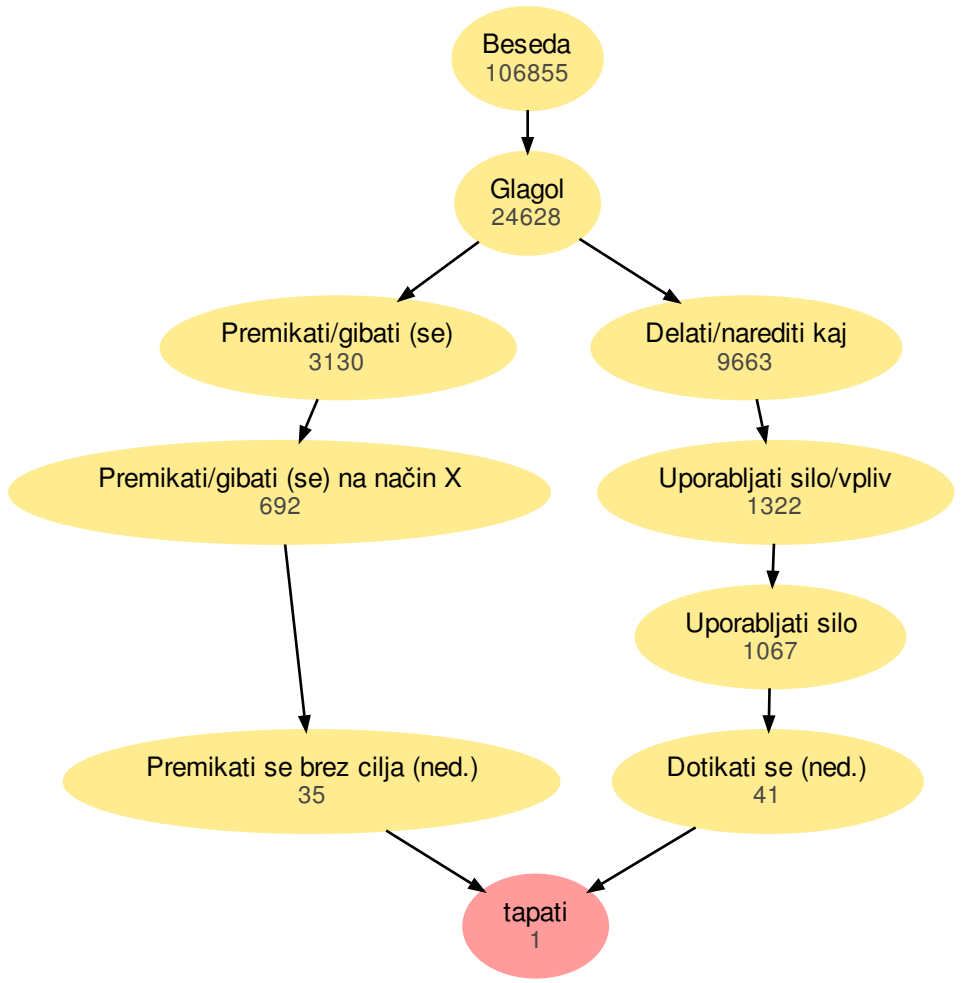 Beseda
106855
Glagol
24628
Premikati/gibati (se)
3130
Delati/narediti kaj
9663
Premikati/gibati (se) na način X
692
Uporabljati silo/vpliv
1322
Uporabljati silo
1067
Premikati se brez cilja (ned.)
35
Dotikati se (ned.)
41
tapati
1